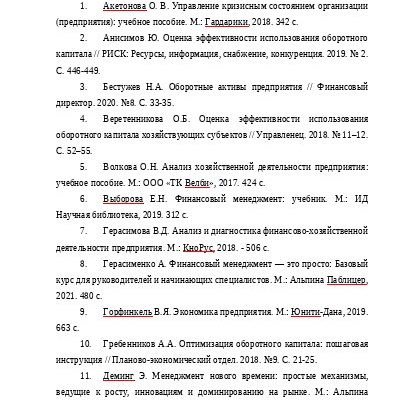 1. Акетонова О. В. Управление кризисным состоянием организации
(предприятия): учебное пособие. М.: Гардарики, 2018. 342 с.
2. Анисимов Ю. Оценка эффективности использования оборотного
капитала // РИСК: Ресурсы, информация, снабжение, конкуренция. 2019. № 2.
С. 446-449.
3. Бестужев Н.А. Оборотные активы предприятия // Финансовый
директор. 2020. №8. С. 33-35.
4. Веретенникова О.Б. Оценка эффективности использования
оборотного капитала хозяйствующих субъектов // Управленец. 2018. № 11–12.
С. 52–55.
5. Волкова О.Н. Анализ хозяйственной деятельности предприятия:
учебное пособие. М.: ООО «ТК Велби», 2017. 424 с.
6. Выборова Е.Н. Финансовый менеджмент: учебник. М.: ИД
Научная библиотека, 2019. 312 с.
7. Герасимова В.Д. Анализ и диагностика финансово-хозяйственной
деятельности предприятия. М.: КноРус, 2018. - 506 с.
8. Герасименко А. Финансовый менеджмент — это просто: Базовый
курс для руководителей и начинающих специалистов. М.: Альпина Паблицер,
2021. 480 с.
9. Горфинкель В.Я. Экономика предприятия. М.: Юнити-Дана, 2019.
663 с.
10. Гребенников А.А. Оптимизация оборотного капитала: пошаговая
инструкция // Планово-экономический отдел. 2018. №9. С. 21-25.
11. Деминг Э. Менеджмент нового времени: простые механизмы,
ведущие к росту, инновациям и доминированию на рынке. М.: Альпина